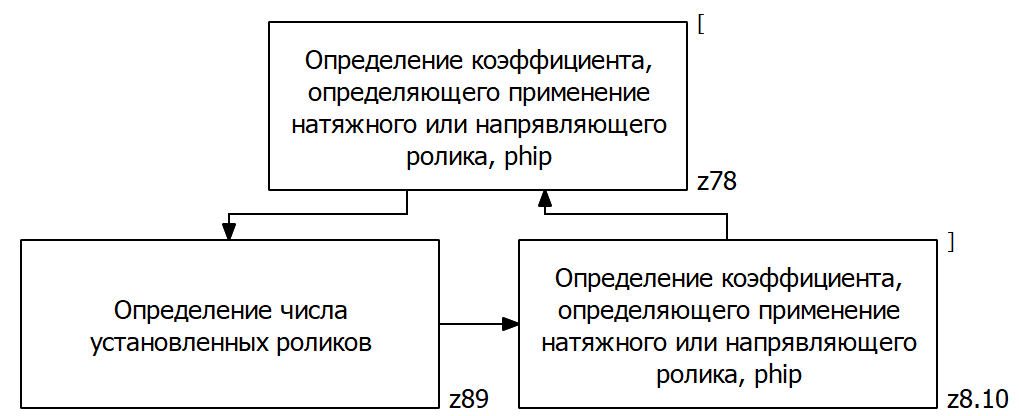 [
Определение коэффициента,
определяющего применение
натяжного или напрявляющего
ролика, phip
z78
Определение числа
установленных роликов
z89
]
Определение коэффициента,
определяющего применение
натяжного или напрявляющего
ролика, phip
z8.10